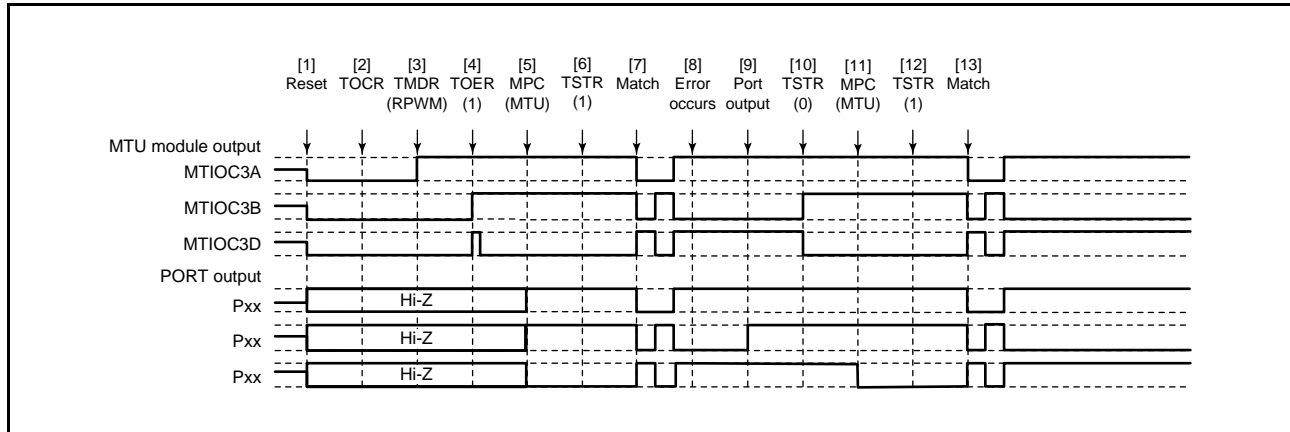 [1] [2] [3] [4] [5] [6] [7] [8] [9] [10] [11] [12] [13]
Reset TOCR TMDR TOER MPC TSTR Match Error Port TSTR MPC TSTR Match
(RPWM) (1) (MTU) (1) occurs output (0) (MTU) (1)
MTU module output
MTIOC3A
MTIOC3B
MTIOC3D
PORT output
Pxx Hi-Z
Pxx Hi-Z
Pxx Hi-Z